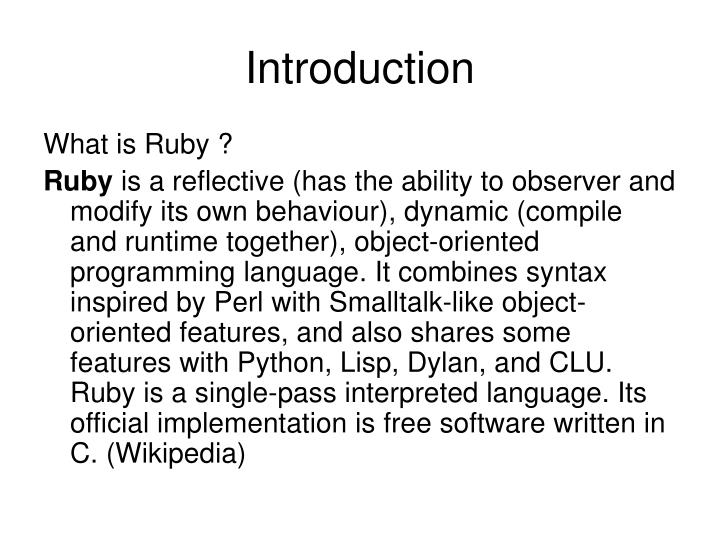 Introduction
What is Ruby ?
Ruby is a reflective (has the ability to observer and
modify its own behaviour), dynamic (compile
and runtime together), object-oriented
programming language. It combines syntax
inspired by Perl with Smalltalk-like object-
oriented features, and also shares some
features with Python, Lisp, Dylan, and CLU.
Ruby is a single-pass interpreted language. Its
official implementation is free software written in
C. (Wikipedia)